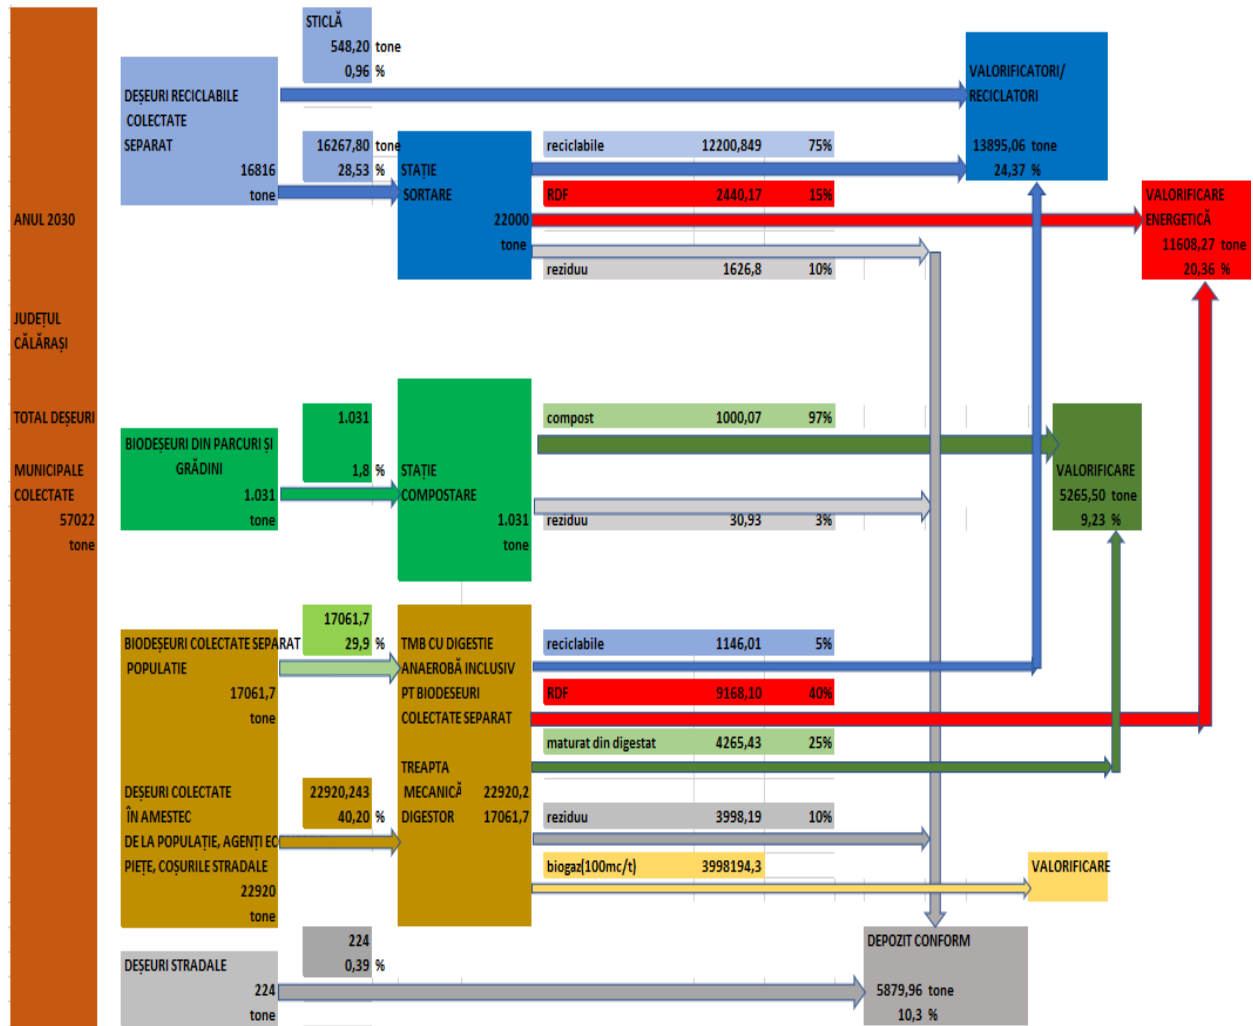 ANUL 2030
JUDEȚUL
CĂLĂRAȘI
TOTAL DEȘEURI
MUNICIPALE
COLECTATE
57022
tone
DEȘEURI RECICLABILE
COLECTATE
SEPARAT
16816
tone
STICLĂ
548,20 tone
0,96 %
16267,80 tone
28,53 %
STAȚIE
SORTARE
22000
tone
reciclabile 12200,849 75%
RDF 2440,17 15%
reziduu 1626,8 10%
VALORIFICATORI/
RECICLATORI
13895,06 tone
24,37 %
VALORIFICARE
ENERGETICĂ
11608,27 tone
20,36 %
BIODEȘEURI DIN PARCURI ȘI
GRĂDINI
1.031
tone
1.031
1,8 %
STAȚIE
COMPOSTARE
1.031
tone
compost 1000,07 97%
reziduu 30,93 3%
VALORIFICARE
5265,50 tone
9,23 %
BIODEȘEURI COLECTATE SEPARAT
POPULATIE
17061,7
tone
17061,7
29,9 %
DEȘEURI COLECTATE
ÎN AMESTEC
DE LA POPULAȚIE, AGENȚI EC
PIEȚE, COȘURILE STRADALE
22920
tone
22920,243
40,20 %
TMB CU DIGESTIE
ANAEROBĂ INCLUSIV
PT BIODESEURI
COLECTATE SEPARAT
TREAPTA
MECANICĂ 22920,2
DIGESTOR 17061,7
reciclabile 1146,01 5%
RDF 9168,10 40%
maturat din digestat 4265,43 25%
reziduu 3998,19 10%
biogaz(100mc/t) 3998194,3
VALORIFICARE
DEȘEURI STRADALE
224
tone
224
0,39 %
DEPOZIT CONFORM
5879,96 tone
10,3 %